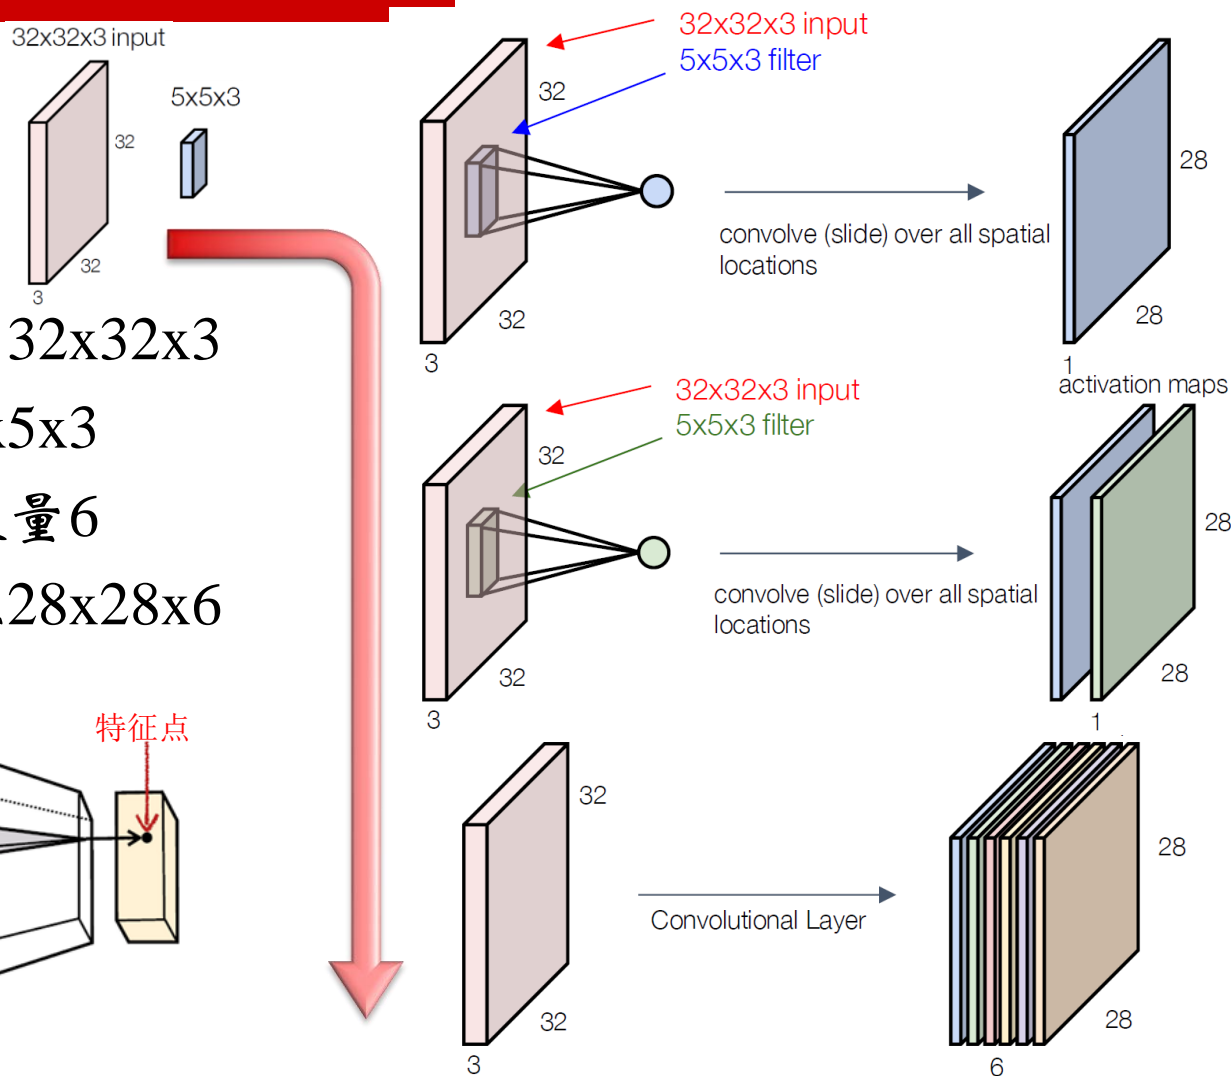 32x32x3 input
5x5x3
32
32
3
32x32x3
x5x3
量6
28x28x6
特征点
32x32x3 input
5x5x3 filter
32
32
3
convolve (slide) over all spatial
locations
28
28
1
activation maps
32x32x3 input
5x5x3 filter
32
32
3
convolve (slide) over all spatial
locations
28
28
1
32
32
3
Convolutional Layer
28
28
6